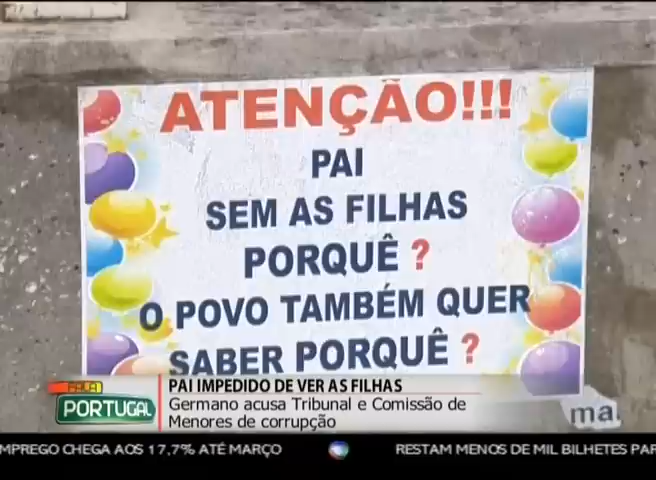 ATENÇÃO!!!
PAI
SEM AS FILHAS
PORQUÊ ?
O POVO TAMBÉM QUER
SABER PORQUÊ ?
FALA
PORTUGAL
PAI IMPEDIDO DE VER AS FILHAS
Germano acusa Tribunal e Comissão de
Menores de corrupção
ma
MPREGO CHEGA AOS 17,7% ATÉ MARÇO
RESTAM MENOS DE MIL BILHETES PAR